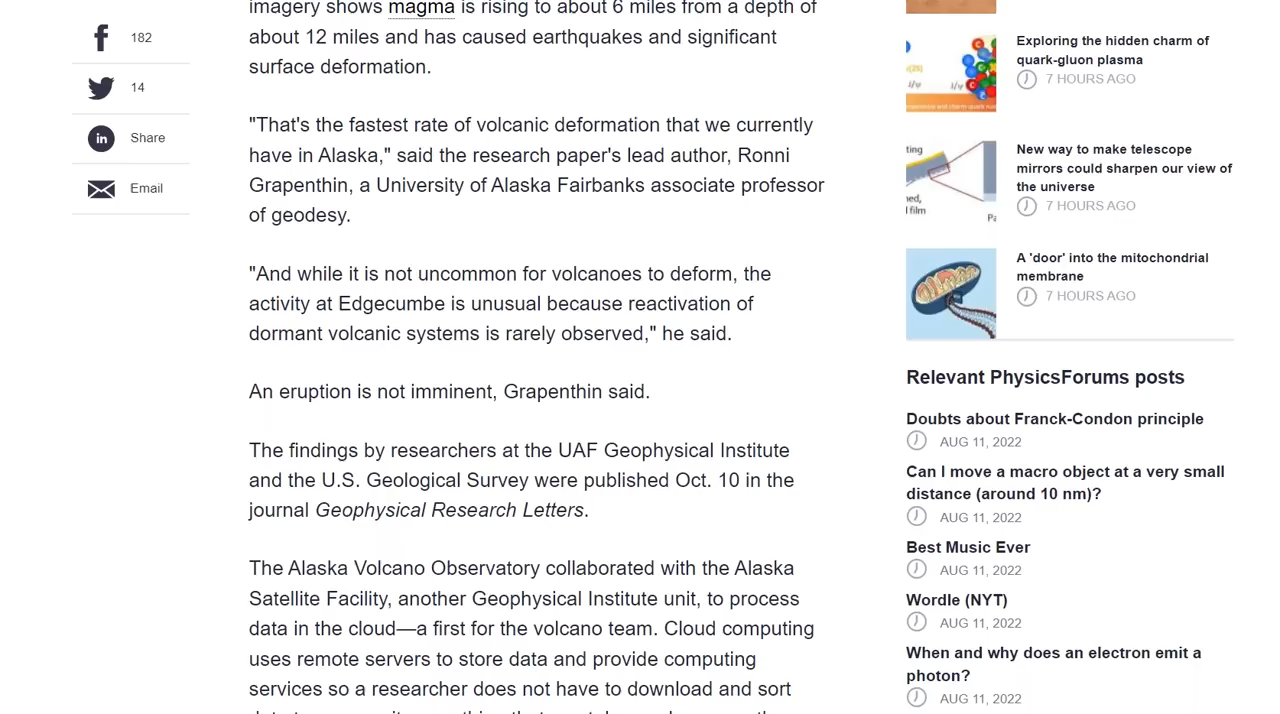 imagery shows magma is rising to about 6 miles from a depth of
about 12 miles and has caused earthquakes and significant
surface deformation.
"That's the fastest rate of volcanic deformation that we currently
have in Alaska," said the research paper's lead author, Ronni
Grapenthin, a University of Alaska Fairbanks associate professor
of geodesy.
"And while it is not uncommon for volcanoes to deform, the
activity at Edgecumbe is unusual because reactivation of
dormant volcanic systems is rarely observed," he said.
An eruption is not imminent, Grapenthin said.
The findings by researchers at the UAF Geophysical Institute
and the U.S. Geological Survey were published Oct. 10 in the
journal Geophysical Research Letters.
The Alaska Volcano Observatory collaborated with the Alaska
Satellite Facility, another Geophysical Institute unit, to process
data in the cloud—a first for the volcano team. Cloud computing
uses remote servers to store data and provide computing
services so a researcher does not have to download and sort
182
14
Share
Email
Exploring the hidden charm of
quark-gluon plasma
7 HOURS AGO
New way to make telescope
mirrors could sharpen our view of
the universe
7 HOURS AGO
A 'door' into the mitochondrial
membrane
7 HOURS AGO
Relevant PhysicsForums posts
Doubts about Franck-Condon principle
AUG 11, 2022
Can I move a macro object at a very small
distance (around 10 nm)?
AUG 11, 2022
Best Music Ever
AUG 11, 2022
Wordle (NYT)
AUG 11, 2022
When and why does an electron emit a
photon?
AUG 11, 2022